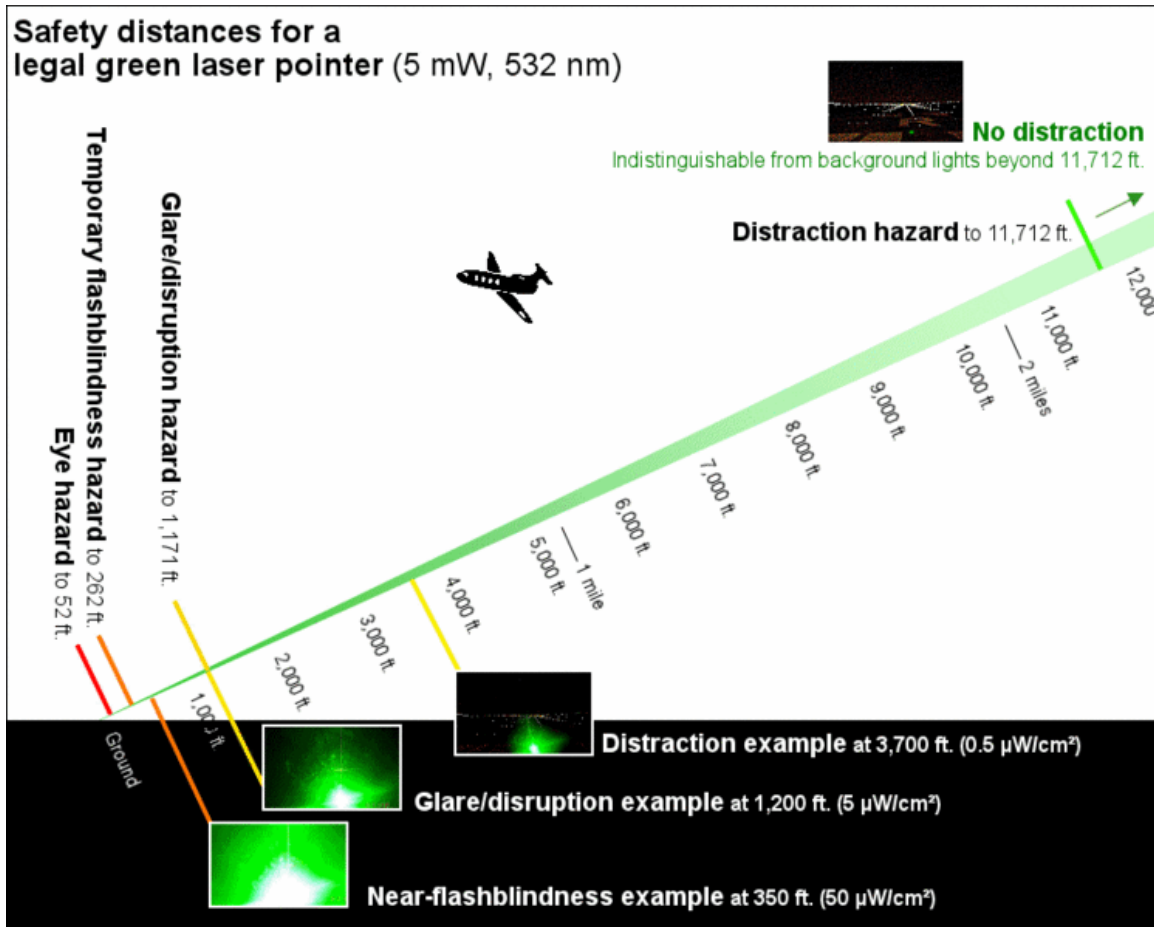 Safety distances for a
legal green laser pointer (5 mW, 532 nm)
No distraction
Indistinguishable from background lights beyond 11,712 ft.
Distraction hazard to 11,712 ft.
Glare/disruption hazard to 1,171 ft.
Temporary flashblindness hazard to 262 ft.
Eye hazard to 52 ft.
Ground
1,000 ft.
2,000 ft.
3,000 ft.
4,000 ft.
5,000 ft.
1 mile
6,000 ft.
7,000 ft.
8,000 ft.
9,000 ft.
10,000 ft.
2 miles
11,000 ft.
12,000
Distraction example at 3,700 ft. (0.5 µW/cm²)
Glare/disruption example at 1,200 ft. (5 µW/cm²)
Near-flashblindness example at 350 ft. (50 µW/cm²)